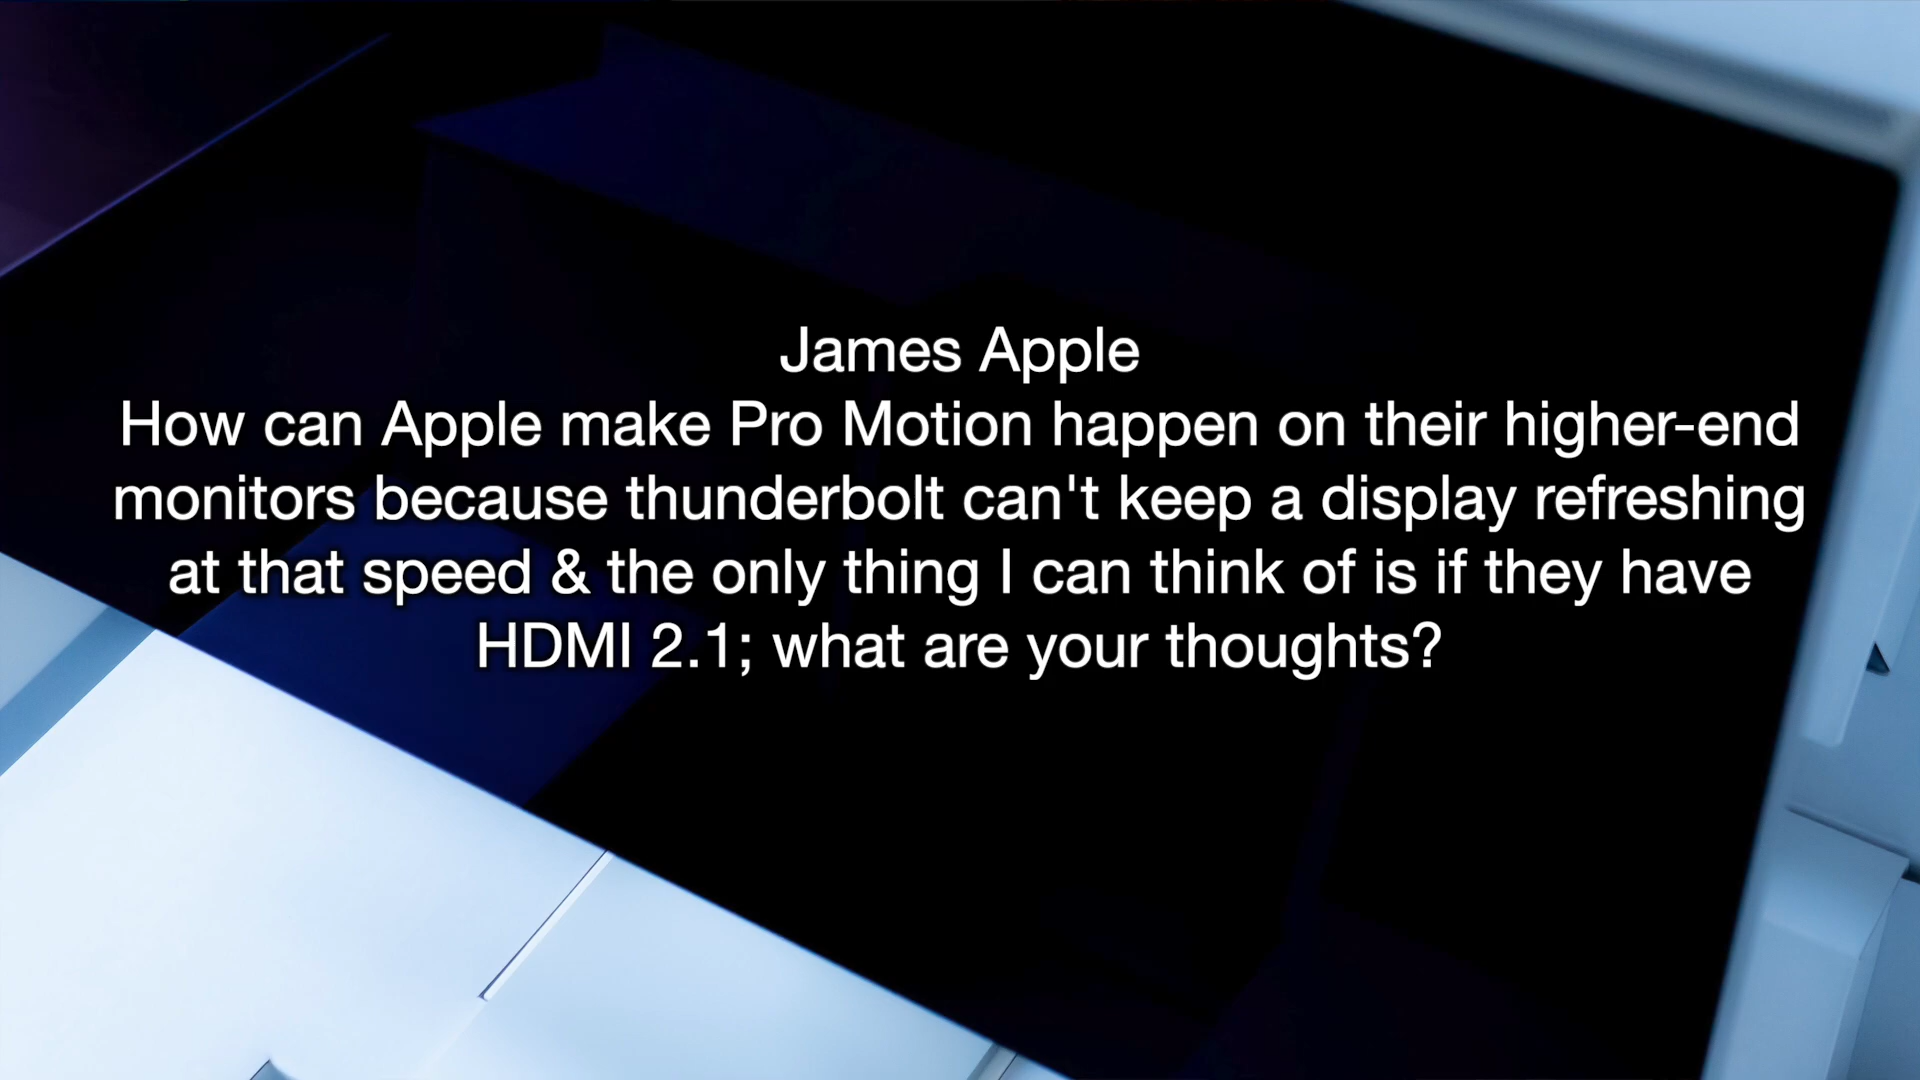 James Apple
How can Apple make Pro Motion happen on their higher-end
monitors because thunderbolt can't keep a display refreshing
at that speed & the only thing I can think of is if they have
HDMI 2.1; what are your thoughts?